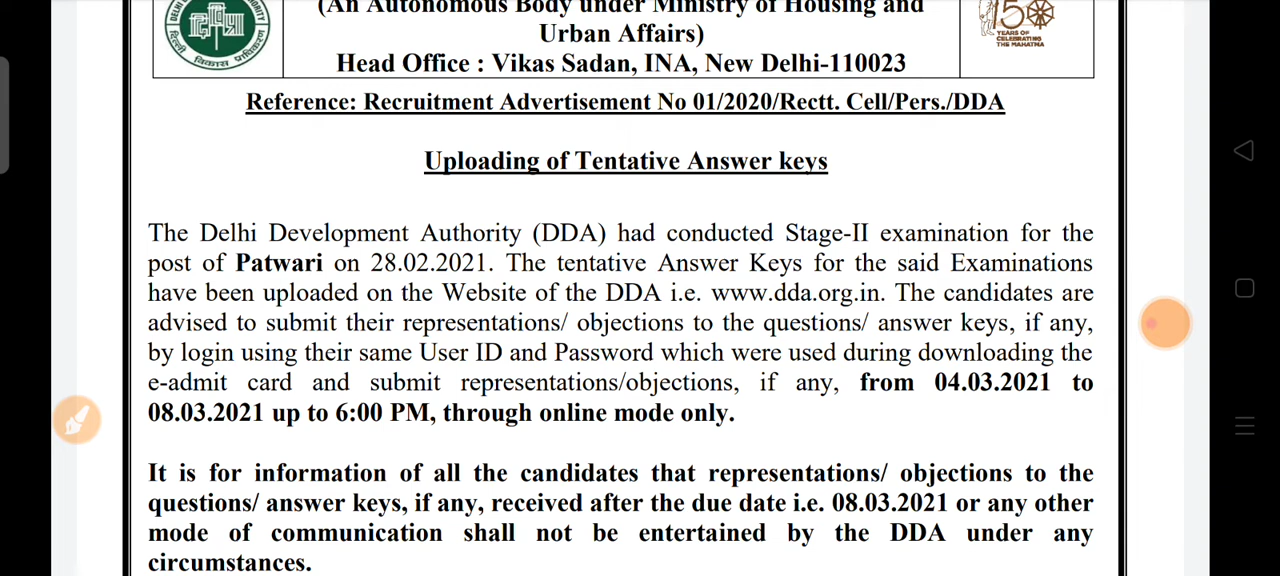 (An Autonomous Body under Ministry of Housing and
Urban Affairs)
Head Office : Vikas Sadan, INA, New Delhi-110023
दिल्ली विकास प्राधिकरण
150
YEARS OF
CELEBRATING
THE MAHATMA
Reference: Recruitment Advertisement No 01/2020/Rectt. Cell/Pers./DDA
Uploading of Tentative Answer keys
The Delhi Development Authority (DDA) had conducted Stage-II examination for the
post of Patwari on 28.02.2021. The tentative Answer Keys for the said Examinations
have been uploaded on the Website of the DDA i.e. www.dda.org.in. The candidates are
advised to submit their representations/ objections to the questions/ answer keys, if any,
by login using their same User ID and Password which were used during downloading the
e-admit card and submit representations/objections, if any, from 04.03.2021 to
08.03.2021 up to 6:00 PM, through online mode only.
It is for information of all the candidates that representations/ objections to the
questions/ answer keys, if any, received after the due date i.e. 08.03.2021 or any other
mode of communication shall not be entertained by the DDA under any
circumstances.